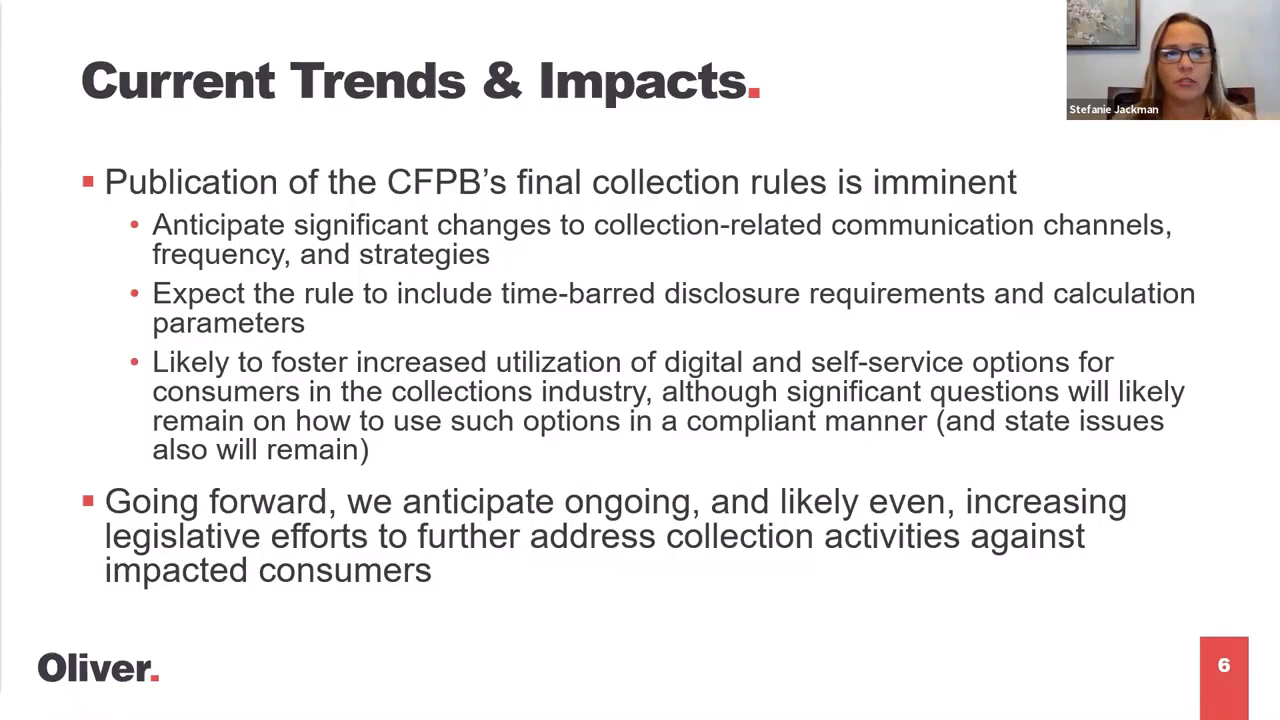 Current Trends & Impacts.
Stefanie Jackman
▪ Publication of the CFPB’s final collection rules is imminent
• Anticipate significant changes to collection-related communication channels,
frequency, and strategies
• Expect the rule to include time-barred disclosure requirements and calculation
parameters
• Likely to foster increased utilization of digital and self-service options for
consumers in the collections industry, although significant questions will likely
remain on how to use such options in a compliant manner (and state issues
also will remain)
▪ Going forward, we anticipate ongoing, and likely even, increasing
legislative efforts to further address collection activities against
impacted consumers
Oliver.
6